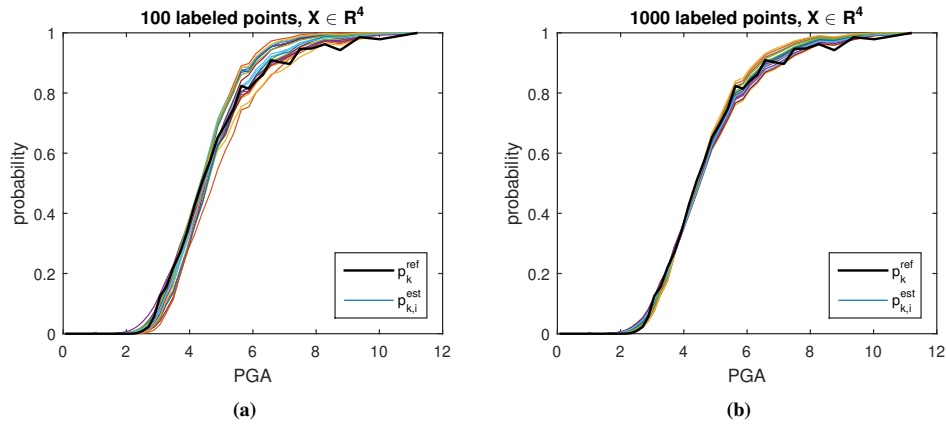 100 labeled points, X ∈ R^4
1
0.8
0.6
0.4
0.2
0
probability
0 2 4 6 8 10 12
PGA
p_k^ref
p_k,i^est
(a)
1000 labeled points, X ∈ R^4
1
0.8
0.6
0.4
0.2
0
probability
0 2 4 6 8 10 12
PGA
p_k^ref
p_k,i^est
(b)